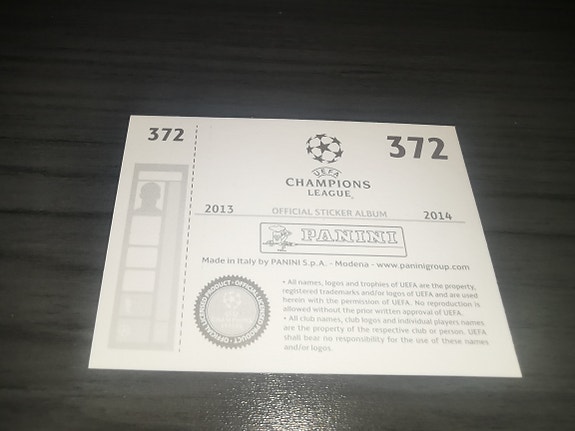 372
372
UEFA
CHAMPIONS
LEAGUE®
2013 OFFICIAL STICKER ALBUM 2014
PANINI
Made in Italy by PANINI S.p.A. - Modena - www.paninigroup.com
• All names, logos and trophies of UEFA are the property,
registered trademarks and/or logos of UEFA and are used
herein with the permission of UEFA. No reproduction is
allowed without the prior written approval of UEFA.
• All club names, club logos and individual players names
are the property of the respective club or person. UEFA
shall bear no responsibility for the use of these names
and/or logos.